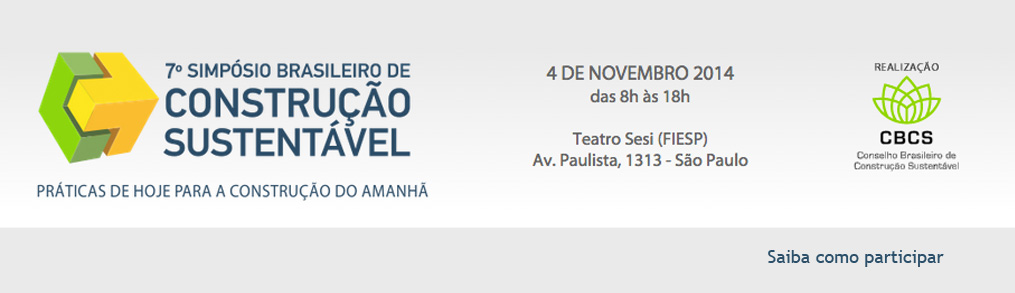 7º SIMPÓSIO BRASILEIRO DE
CONSTRUÇÃO
SUSTENTÁVEL
PRÁTICAS DE HOJE PARA A CONSTRUÇÃO DO AMANHÃ
4 DE NOVEMBRO 2014
das 8h às 18h
Teatro Sesi (FIESP)
Av. Paulista, 1313 - São Paulo
REALIZAÇÃO
CBCS
Conselho Brasileiro de
Construção Sustentável
Saiba como participar